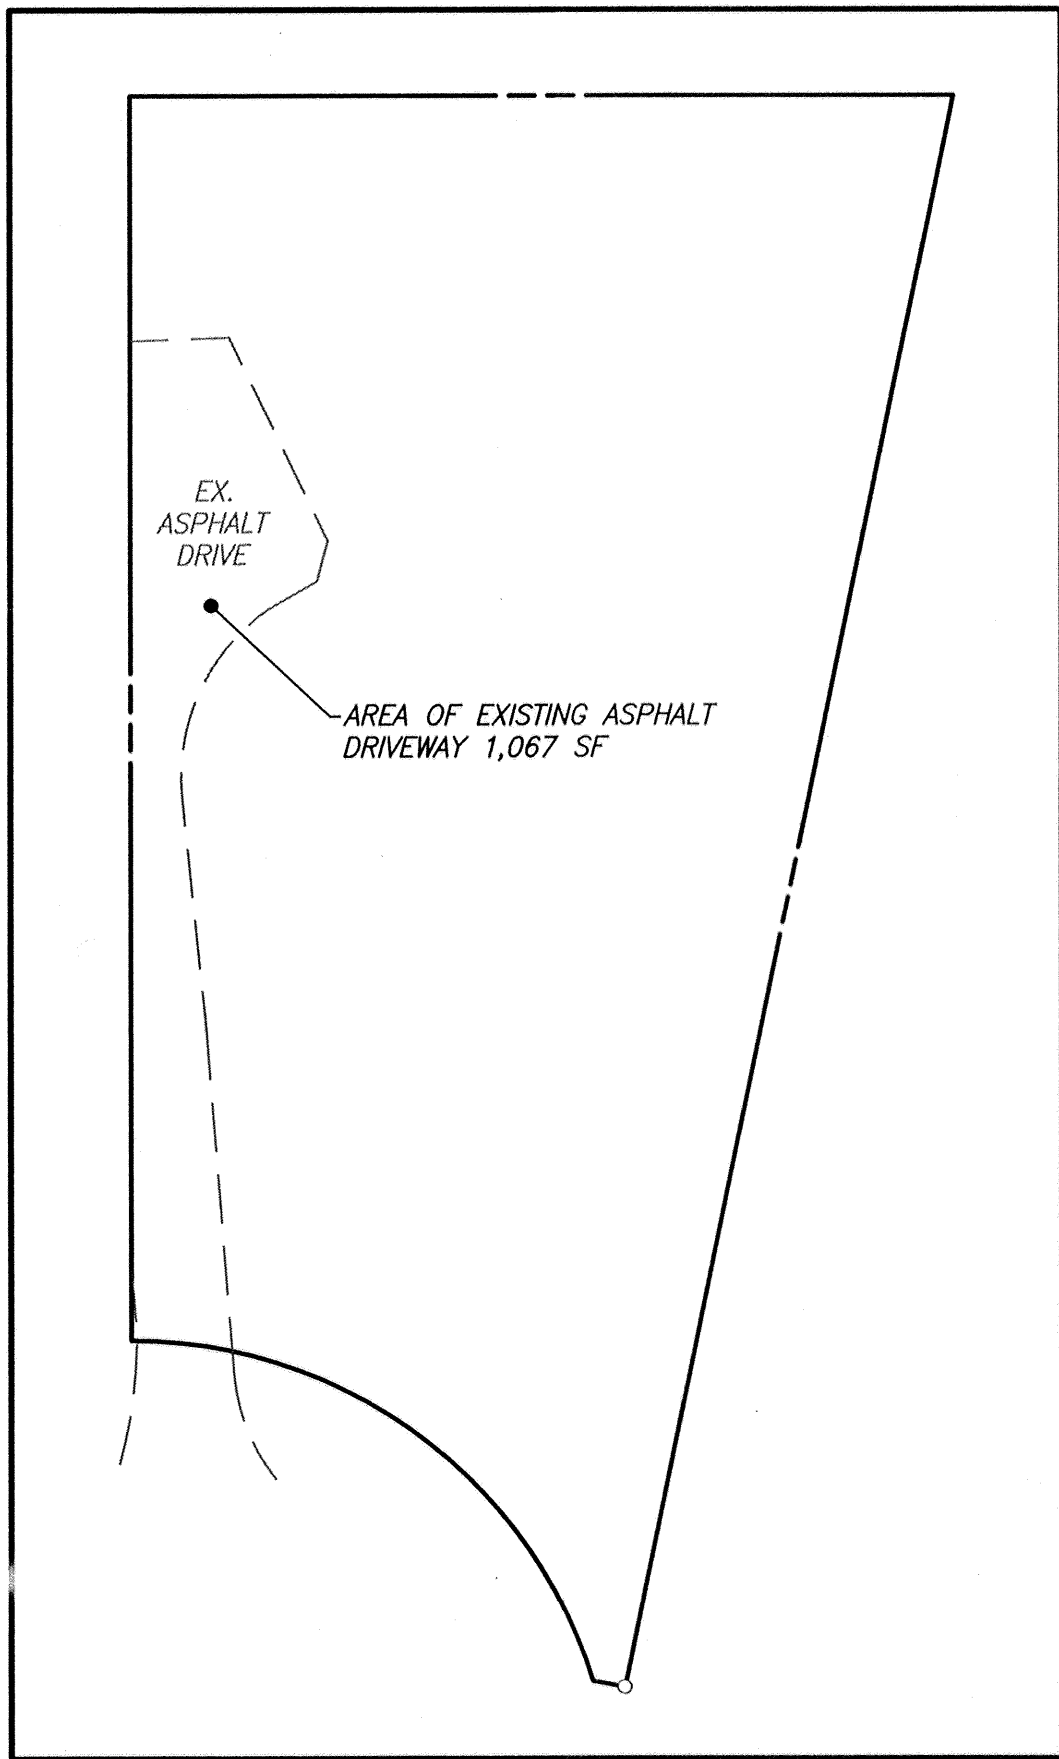 EX.
ASPHALT
DRIVE
AREA OF EXISTING ASPHALT
DRIVEWAY 1,067 SF